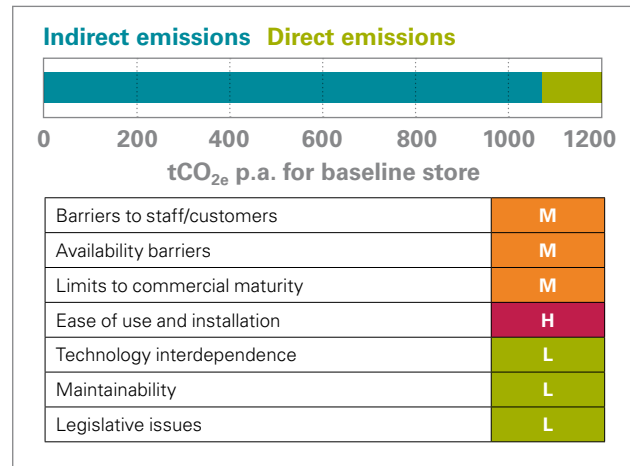 Indirect emissions Direct emissions
0 200 400 600 800 1000 1200
tCO2e p.a. for baseline store
Barriers to staff/customers M
Availability barriers M
Limits to commercial maturity M
Ease of use and installation H
Technology interdependence L
Maintainability L
Legislative issues L